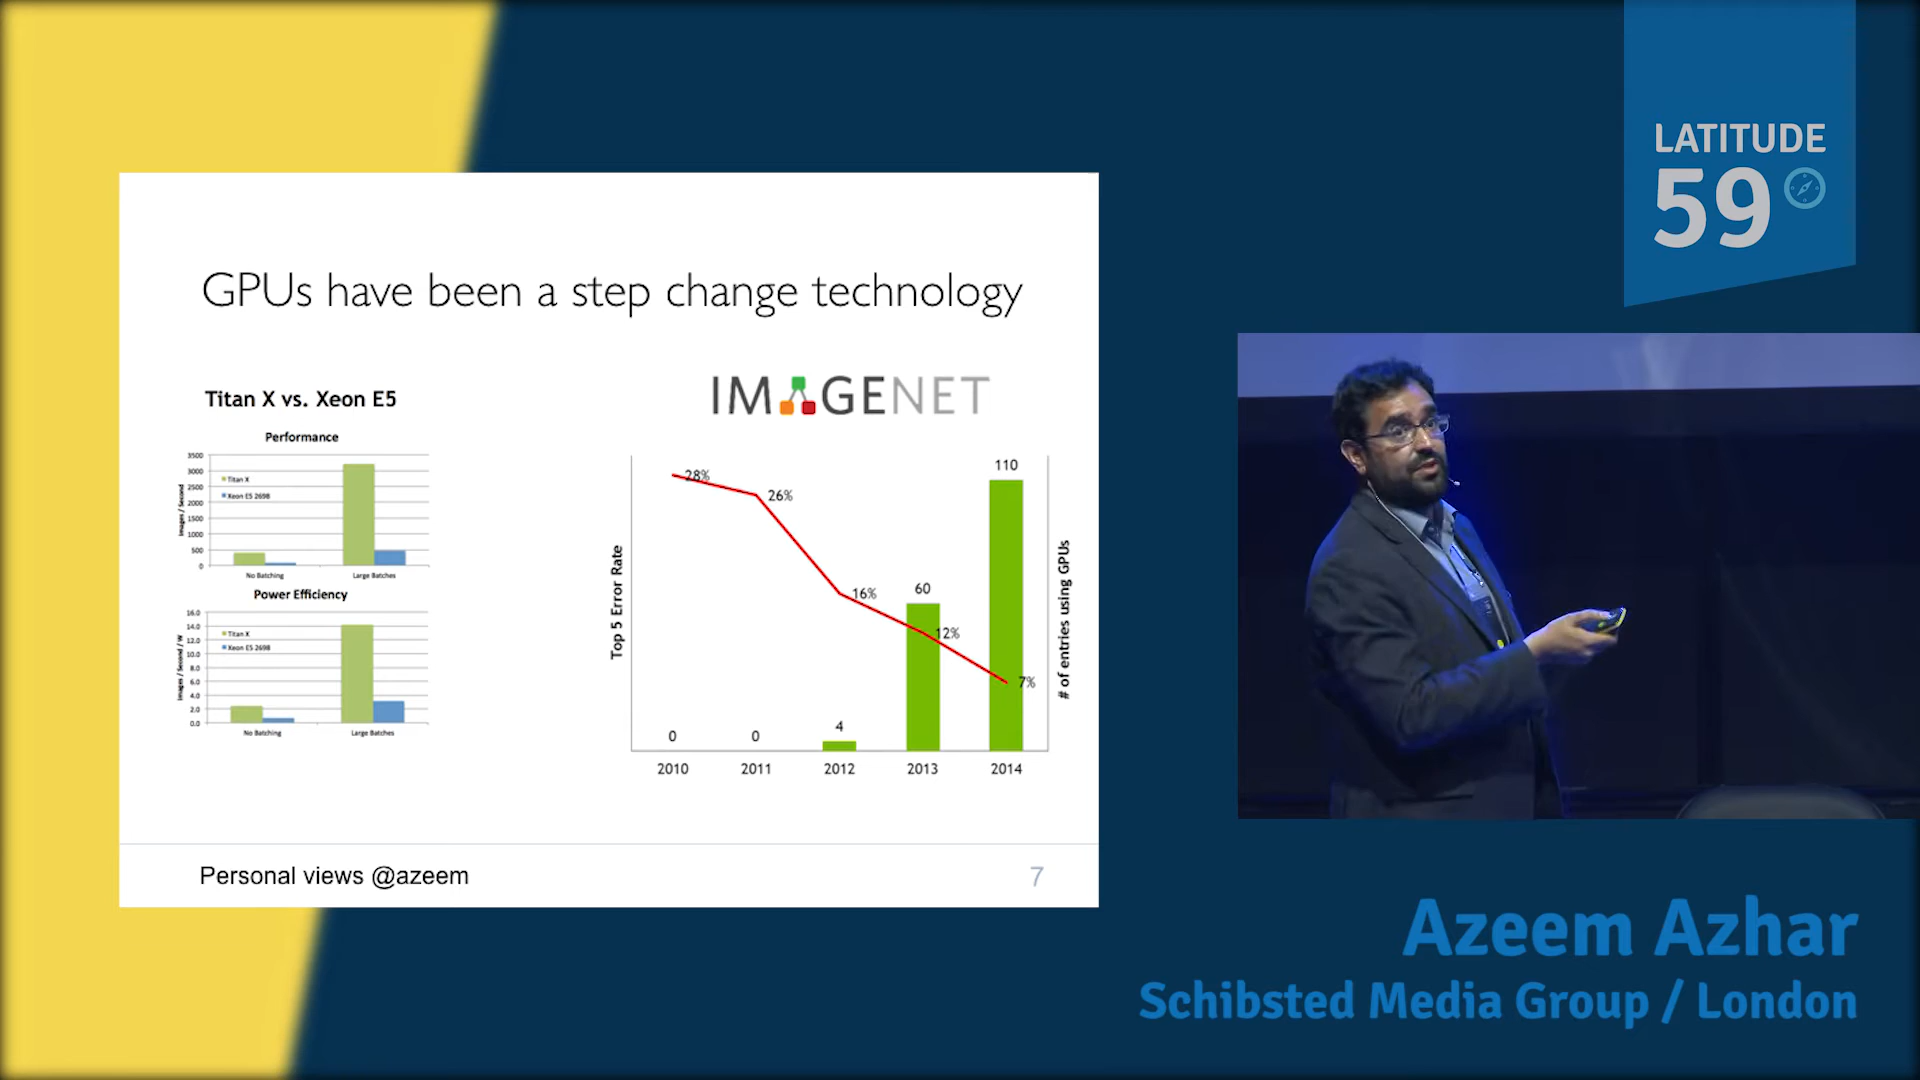 LATITUDE
59
GPUs have been a step change technology
Titan X vs. Xeon E5
Performance
3500
3000
2500
2000
1500
1000
500
0
Images / Second
Titan X
Xeon E5 2698
No Batching
Large Batches
Power Efficiency
16.0
14.0
12.0
10.0
8.0
6.0
4.0
2.0
0.0
Images / Second / W
Titan X
Xeon E5 2698
No Batching
Large Batches
IMAGENET
Top 5 Error Rate
28%
26%
16%
12%
7%
0
0
4
60
110
2010
2011
2012
2013
2014
# of entries using GPUs
Personal views @azeem
7
Azeem Azhar
Schibsted Media Group / London